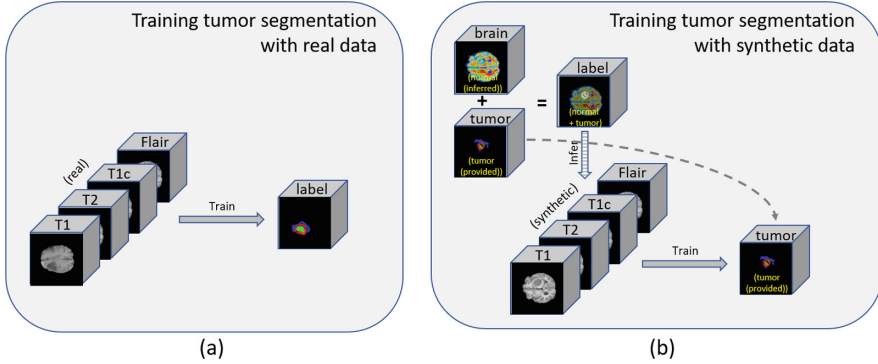 Training tumor segmentation
with real data
Flair
(real)
T1c
T2
T1
Train
label
(a)
Training tumor segmentation
with synthetic data
brain
(normal
(inferred))
+
tumor
(tumor
(provided))
=
label
(normal
+ tumor)
Infer
Flair
(synthetic)
T1c
T2
T1
Train
tumor
(tumor
(provided))
(b)